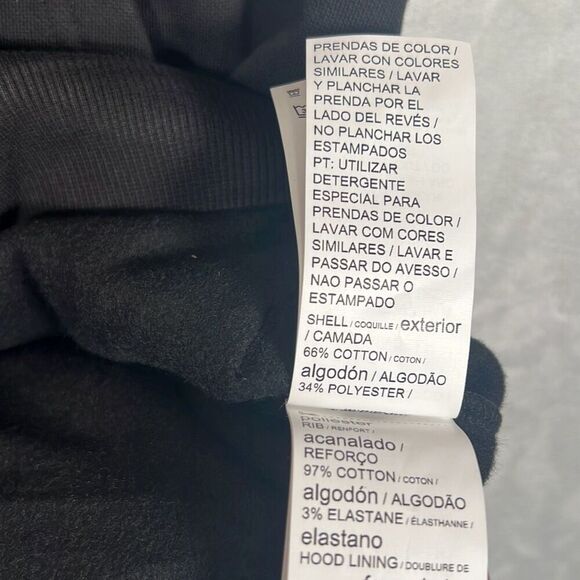 PRENDAS DE COLOR /
LAVAR CON COLORES
SIMILARES / LAVAR
Y PLANCHAR LA
PRENDA POR EL
LADO DEL REVÉS /
NO PLANCHAR LOS
ESTAMPADOS
PT: UTILIZAR
DETERGENTE
ESPECIAL PARA
PRENDAS DE COLOR /
LAVAR COM CORES
SIMILARES / LAVAR E
PASSAR DO AVESSO /
NAO PASSAR O
ESTAMPADO
SHELL / COQUILLE / exterior
/ CAMADA
66% COTTON / COTON /
algodón / ALGODÃO
34% POLYESTER /
poliester
RIB / RENFORT /
acanalado /
REFORÇO
97% COTTON / COTON /
algodón / ALGODÃO
3% ELASTANE / ÉLASTHANNE /
elastano
HOOD LINING / DOUBLURE DE